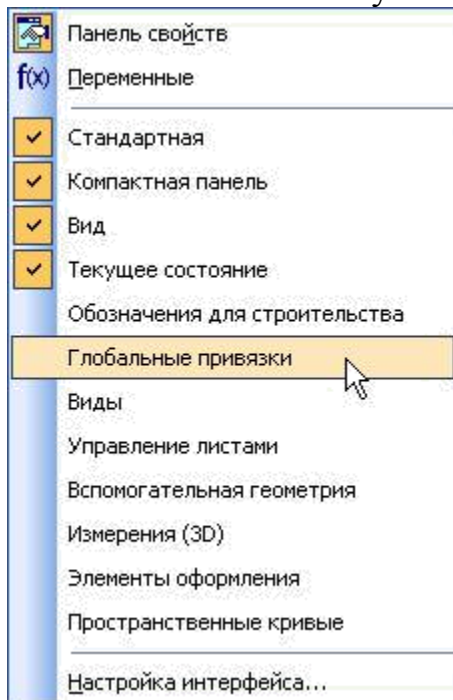 Панель свойств
f(x) Переменные
Стандартная
Компактная панель
Вид
Текущее состояние
Обозначения для строительства
Глобальные привязки
Виды
Управление листами
Вспомогательная геометрия
Измерения (3D)
Элементы оформления
Пространственные кривые
Настройка интерфейса...